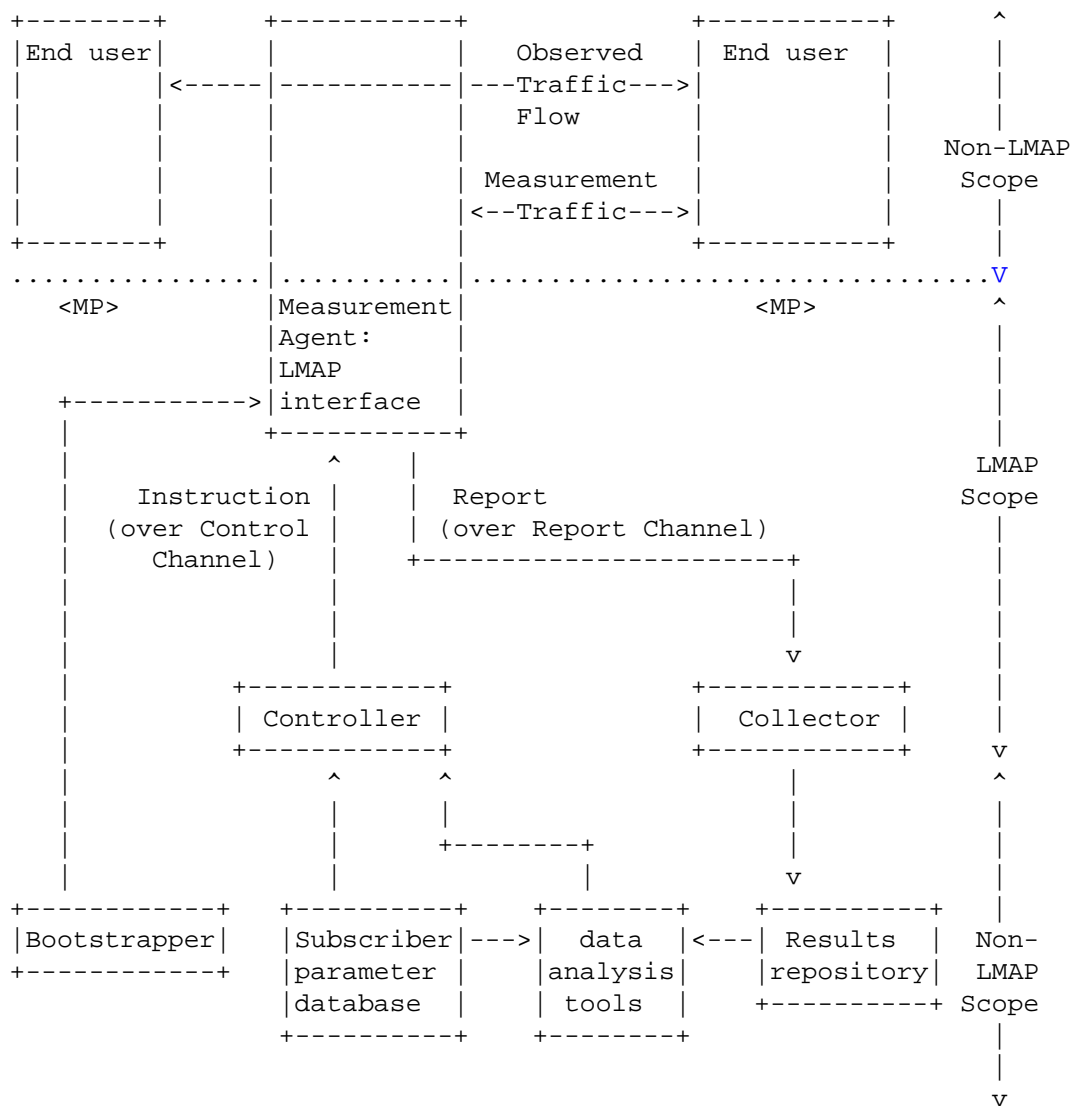 +--------+   +-----------+              +-----------+       ^
|End user|   |           |   Observed   | End user  |       |
|        |<-----|-----------|---Traffic--->|           |       |
|        |   |           |   Flow       |           |       |
|        |   |           |              |           |   Non-LMAP
|        |   |           | Measurement  |           |    Scope
|        |   |           |<--Traffic--->|           |       |
+--------+   |           |              +-----------+       |
................|...........|.................................V
<MP>   |Measurement|   <MP>   ^
|Agent:     |   |
|LMAP       |   |
+----------->|interface  |   |
|   +-----------+   |
|   ^   |   LMAP
|   Instruction |   |  Report   Scope
|   (over Control |   | (over Report Channel)   |
|   Channel)   |   +-----------------------+   |
|   |   |   |
|   |   |   |
|   |   v   |
|   +------------+   +------------+   |
|   | Controller |   |  Collector |   |
|   +------------+   +------------+   v
|   ^      ^   |   ^
|   |      |   |   |
|   |      +--------+   |   |
|   |   |   v   |
+------------+   +----------+   +--------+   +----------+   |
|Bootstrapper|   |Subscriber|--->|  data  |<---| Results  |  Non-
+------------+   |parameter |    |analysis|    |repository|  LMAP
|database  |    | tools  |    +----------+ Scope
+----------+    +--------+   |
|
v